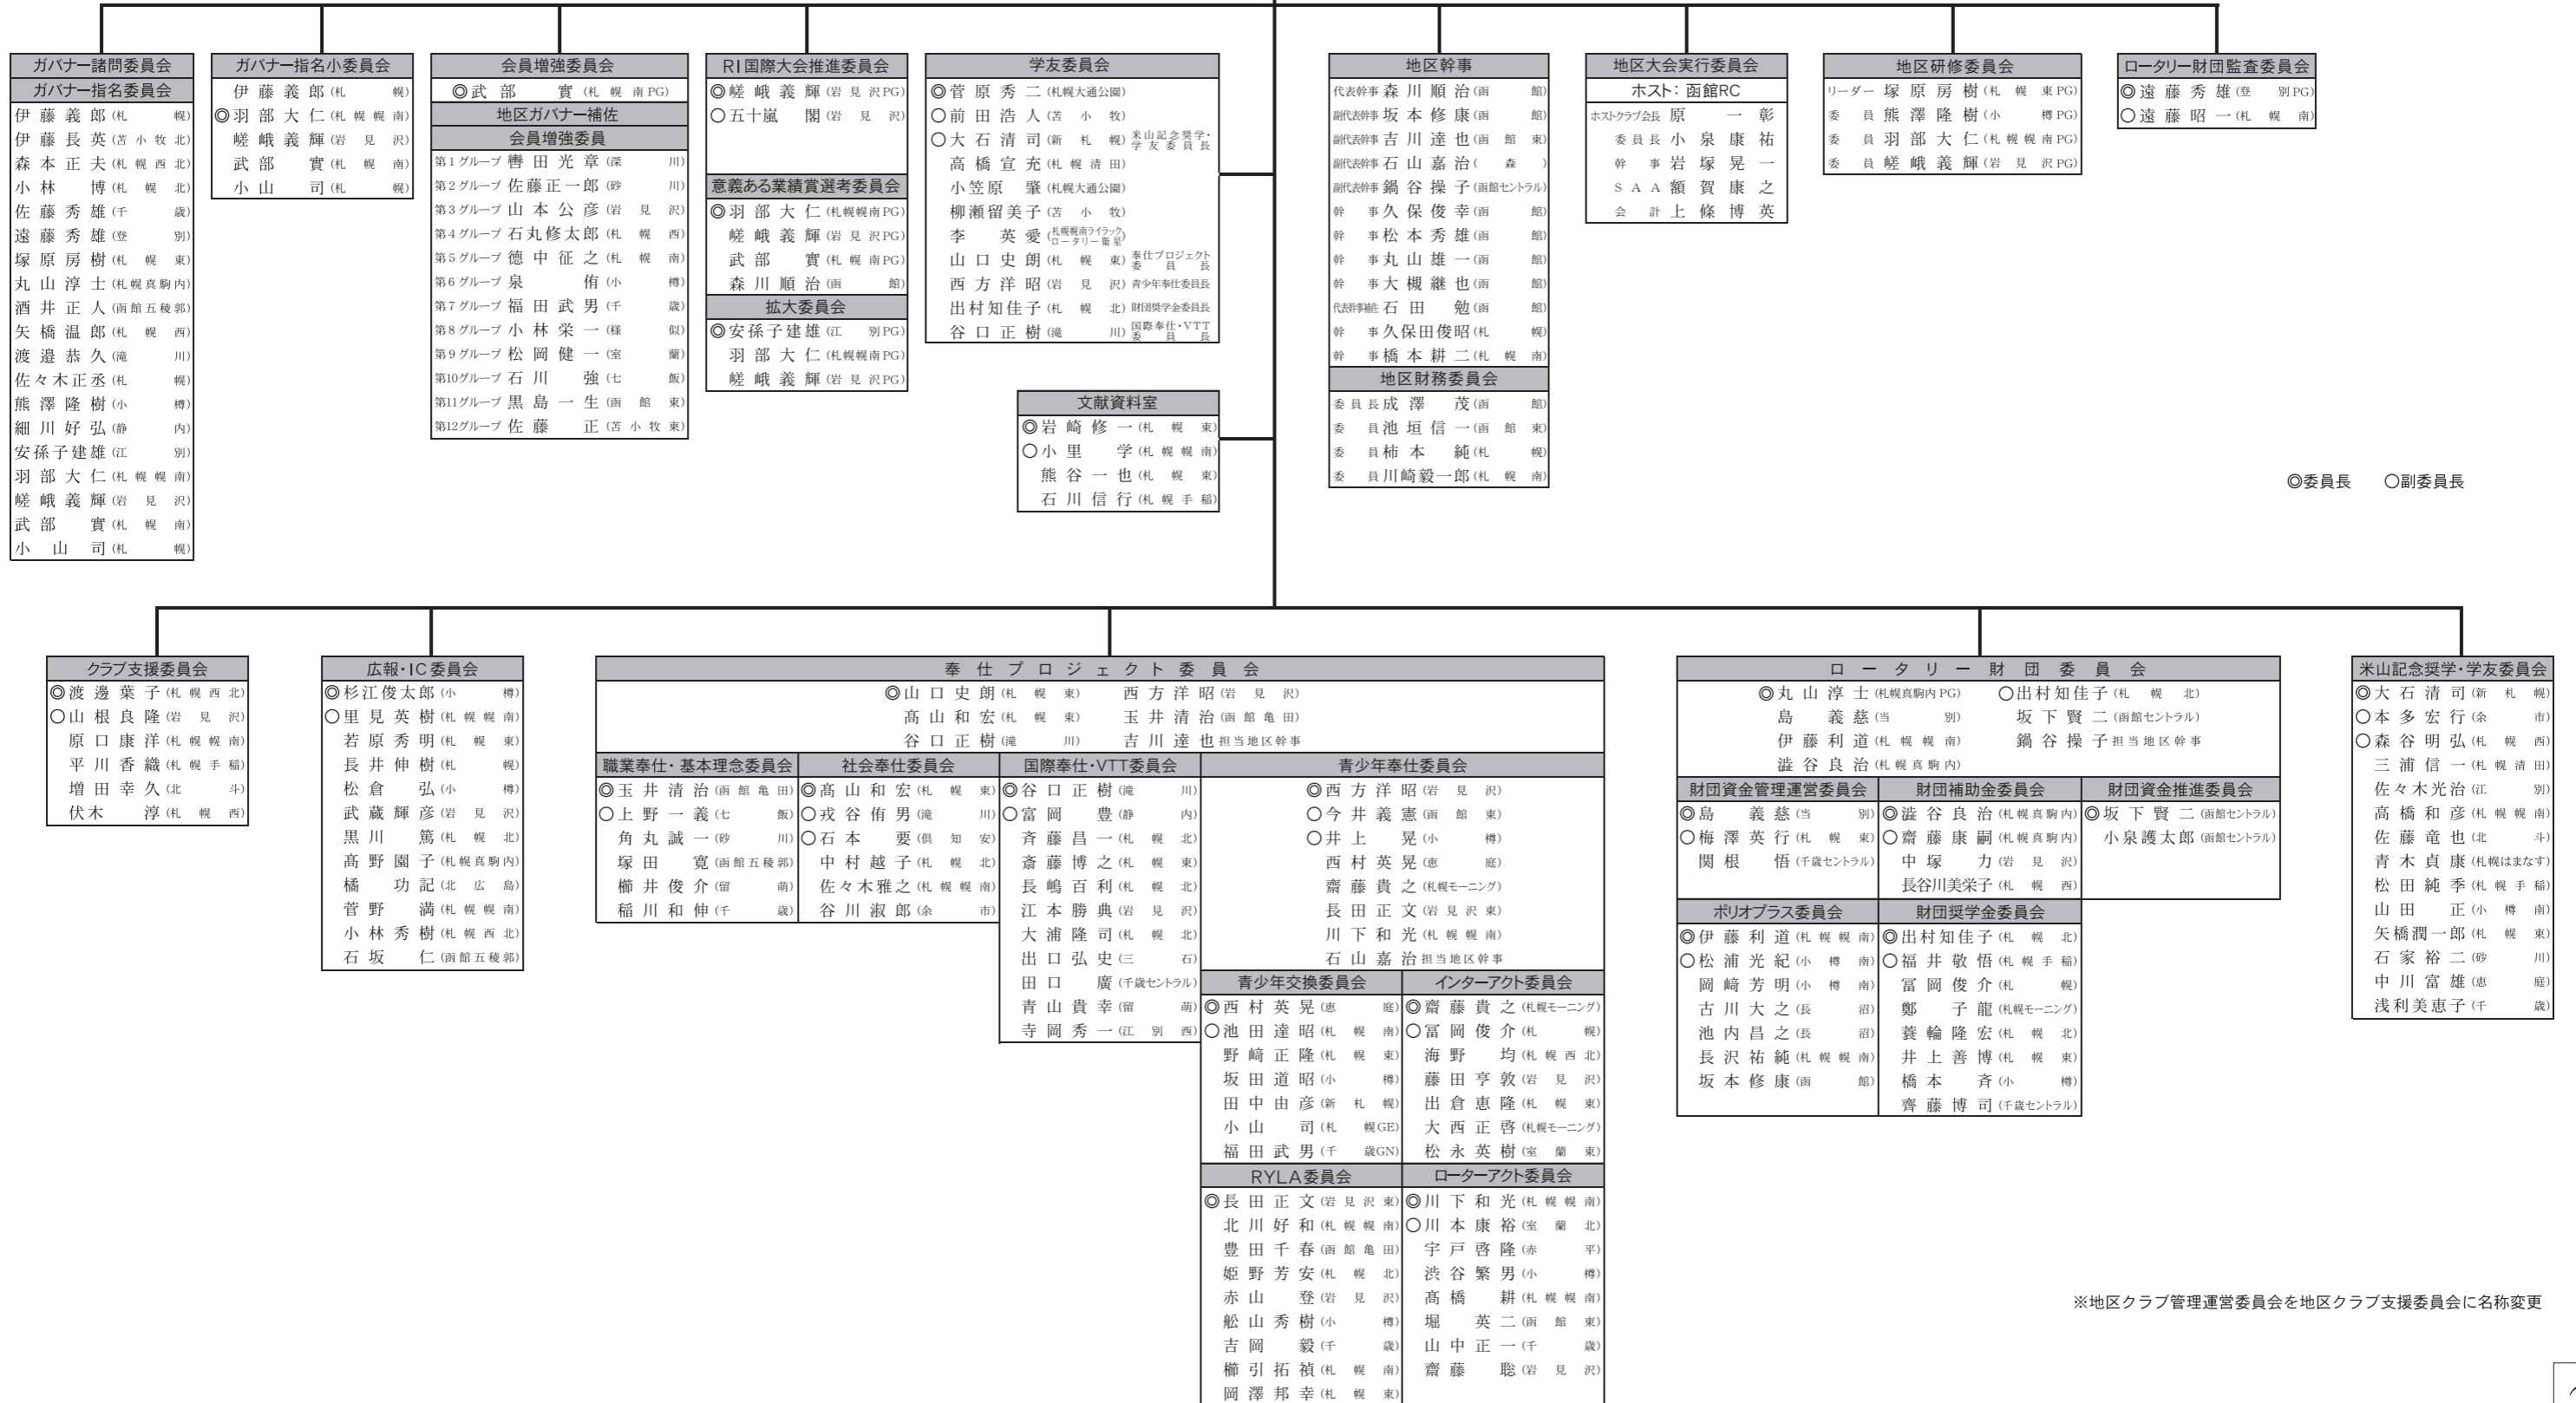 ガバナー諮問委員会
ガバナー指名委員会
伊藤義郎(札幌)
伊藤長英(苫小牧北)
森本正夫(札幌西北)
小林博(札幌北)
佐藤秀雄(千歳)
遠藤秀雄(登別)
塚原房樹(札幌東)
丸山淳士(札幌真駒内)
酒井正人(函館五稜郭)
矢橋温郎(札幌西)
渡邉恭久(滝川)
佐々木正丞(札幌)
熊澤隆樹(小樽)
細川好弘(静内)
安孫子建雄(江別)
羽部大仁(札幌幌南)
嵯峨義輝(岩見沢)
武部實(札幌南)
小山司(札幌)
ガバナー指名小委員会
伊藤義郎(札幌)
◎羽部大仁(札幌幌南)
嵯峨義輝(岩見沢)
武部實(札幌南)
小山司(札幌)
会員増強委員会
◎武部實(札幌南PG)
地区ガバナー補佐
会員増強委員
第1グループ 轡田光章(深川)
第2グループ 佐藤正一郎(砂川)
第3グループ 山本公彦(岩見沢)
第4グループ 石丸修太郎(札幌西)
第5グループ 德中征之(札幌南)
第6グループ 泉侑(小樽)
第7グループ 福田武男(千歳)
第8グループ 小林栄一(様似)
第9グループ 松岡健一(室蘭)
第10グループ 石川強(七飯)
第11グループ 黒島一生(函館東)
第12グループ 佐藤正(苫小牧東)
RI国際大会推進委員会
◎嵯峨義輝(岩見沢PG)
○五十嵐閣(岩見沢)
意義ある業績賞選考委員会
◎羽部大仁(札幌幌南PG)
嵯峨義輝(岩見沢PG)
武部實(札幌南PG)
森川順治(函館)
拡大委員会
◎安孫子建雄(江別PG)
羽部大仁(札幌幌南PG)
嵯峨義輝(岩見沢PG)
学友委員会
◎菅原秀二(札幌大通公園)
○前田浩人(苫小牧)
○大石清司(新札幌)米山記念奨学・学友委員長
高橋宣充(札幌清田)
小笠原肇(札幌大通公園)
柳瀬留美子(苫小牧)
李英愛(札幌幌南ライラックロータリー衛星)
山口史朗(札幌東)奉仕プロジェクト委員長
西方洋昭(岩見沢)青少年奉仕委員長
出村知佳子(札幌北)財団奨学金委員長
谷口正樹(滝川)国際奉仕・VTT委員長
文献資料室
◎岩崎修一(札幌東)
○小里学(札幌幌南)
熊谷一也(札幌東)
石川信行(札幌手稲)
地区幹事
代表幹事 森川順治(函館)
副代表幹事 坂本修康(函館)
副代表幹事 吉川達也(函館東)
副代表幹事 石山嘉治(森)
副代表幹事 鍋谷操子(函館セントラル)
幹事 久保俊幸(函館)
幹事 松本秀雄(函館)
幹事 丸山雄一(函館)
幹事 大槻継也(函館)
代表幹事補佐 石田勉(函館)
幹事 久保田俊昭(札幌)
幹事 橋本耕二(札幌南)
地区財務委員会
委員長 成澤茂(函館)
委員 池垣信一(函館東)
委員 柿本純(札幌)
委員 川崎毅一郎(札幌南)
地区大会実行委員会
ホスト：函館RC
ホストクラブ会長 原一彰
委員長 小泉康祐
幹事 岩塚晃一
SAA 額賀康之
会計 上條博英
地区研修委員会
リーダー 塚原房樹(札幌東PG)
委員 熊澤隆樹(小樽PG)
委員 羽部大仁(札幌幌南PG)
委員 嵯峨義輝(岩見沢PG)
ロータリー財団監査委員会
◎遠藤秀雄(登別PG)
○遠藤昭一(札幌南)
◎委員長 ○副委員長
クラブ支援委員会
◎渡邊葉子(札幌西北)
○山根良隆(岩見沢)
原口康洋(札幌幌南)
平川香織(札幌手稲)
増田幸久(北斗)
伏木淳(札幌西)
広報・IC委員会
◎杉江俊太郎(小樽)
○里見英樹(札幌幌南)
若原秀明(札幌東)
長井伸樹(札幌)
松倉弘(小樽)
武蔵輝彦(岩見沢)
黒川篤(札幌北)
髙野園子(札幌真駒内)
橘功記(北広島)
菅野満(札幌幌南)
小林秀樹(札幌西北)
石坂仁(函館五稜郭)
奉仕プロジェクト委員会
◎山口史朗(札幌東) 西方洋昭(岩見沢)
髙山和宏(札幌東) 玉井清治(函館亀田)
谷口正樹(滝川) 吉川達也担当地区幹事
職業奉仕・基本理念委員会
◎玉井清治(函館亀田)
○上野一義(七飯)
角丸誠一(砂川)
塚田寛(函館五稜郭)
櫛井俊介(留萌)
稲川和伸(千歳)
社会奉仕委員会
◎髙山和宏(札幌東)
○戎谷侑男(滝川)
○石本要(倶知安)
中村越子(札幌北)
佐々木雅之(札幌幌南)
谷川淑郎(余市)
国際奉仕・VTT委員会
◎谷口正樹(滝川)
○富岡豊(静内)
斉藤昌一(札幌北)
斎藤博之(札幌東)
長嶋百利(札幌北)
江本勝典(岩見沢)
大浦隆司(札幌北)
出口弘史(三石)
田口廣(千歳セントラル)
青山貴幸(留萌)
寺岡秀一(江別西)
青少年奉仕委員会
◎西方洋昭(岩見沢)
○今井義憲(函館東)
○井上晃(小樽)
西村英晃(恵庭)
齋藤貴之(札幌モーニング)
長田正文(岩見沢東)
川下和光(札幌幌南)
石山嘉治担当地区幹事
青少年交換委員会
◎西村英晃(恵庭)
○池田達昭(札幌南)
野﨑正隆(札幌東)
坂田道昭(小樽)
田中由彦(新札幌)
小山司(札幌GE)
福田武男(千歳GN)
インターアクト委員会
◎齋藤貴之(札幌モーニング)
○冨岡俊介(札幌)
海野均(札幌西北)
藤田亨敦(岩見沢)
出倉恵隆(札幌東)
大西正啓(札幌モーニング)
松永英樹(室蘭東)
RYLA委員会
◎長田正文(岩見沢東)
北川好和(札幌幌南)
豊田千春(函館亀田)
姫野芳安(札幌北)
赤山登(岩見沢)
舩山秀樹(小樽)
吉岡毅(千歳)
櫛引拓禎(札幌南)
岡澤邦幸(札幌東)
ローターアクト委員会
◎川下和光(札幌幌南)
○川本康裕(室蘭北)
宇戸啓隆(赤平)
渋谷繁男(小樽)
髙橋耕(札幌幌南)
堀英二(函館東)
山中正一(千歳)
齋藤聡(岩見沢)
ロータリー財団委員会
◎丸山淳士(札幌真駒内PG) ○出村知佳子(札幌北)
島義慈(当別) 坂下賢二(函館セントラル)
伊藤利道(札幌幌南) 鍋谷操子担当地区幹事
澁谷良治(札幌真駒内)
財団資金管理運営委員会
◎島義慈(当別)
○梅澤英行(札幌東)
関根悟(千歳セントラル)
財団補助金委員会
◎澁谷良治(札幌真駒内)
○齋藤康嗣(札幌真駒内)
中塚力(岩見沢)
長谷川美栄子(札幌西)
財団資金推進委員会
◎坂下賢二(函館セントラル)
小泉護太郎(函館セントラル)
ポリオプラス委員会
◎伊藤利道(札幌幌南)
○松浦光紀(小樽南)
岡﨑芳明(小樽南)
古川大之(長沼)
池内昌之(長沼)
長沢祐純(札幌幌南)
坂本修康(函館)
財団奨学金委員会
◎出村知佳子(札幌北)
○福井敬悟(札幌手稲)
冨岡俊介(札幌)
鄭子龍(札幌モーニング)
蓑輪隆宏(札幌北)
井上善博(札幌東)
橋本斉(小樽)
齊藤博司(千歳セントラル)
米山記念奨学・学友委員会
◎大石清司(新札幌)
○本多宏行(余市)
○森谷明弘(札幌西)
三浦信一(札幌清田)
佐々木光治(江別)
高橋和彦(札幌幌南)
佐藤竜也(北斗)
青木貞康(札幌はまなす)
松田純季(札幌手稲)
山田正(小樽南)
矢橋潤一郎(札幌東)
石家裕二(砂川)
中川富雄(恵庭)
浅利美恵子(千歳)
※地区クラブ管理運営委員会を地区クラブ支援委員会に名称変更